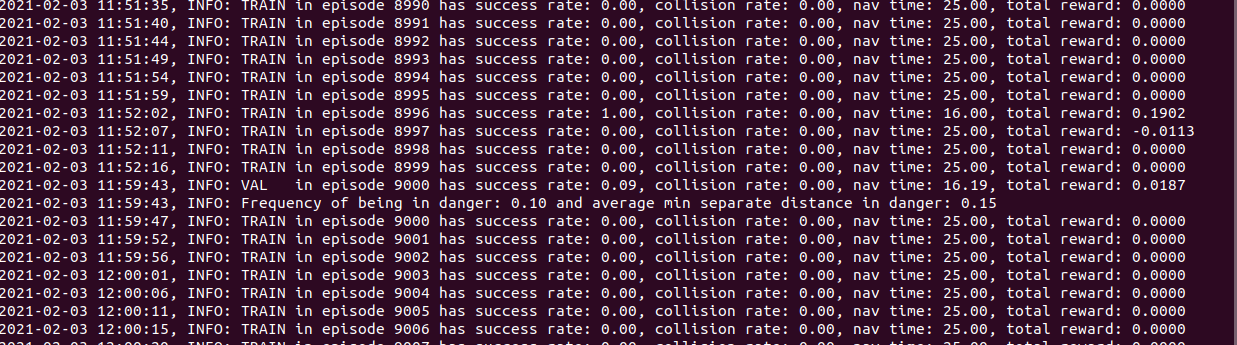 2021-02-03 11:51:35, INFO: TRAIN in episode 8990 has success rate: 0.00, collision rate: 0.00, nav time: 25.00, total reward: 0.0000
2021-02-03 11:51:40, INFO: TRAIN in episode 8991 has success rate: 0.00, collision rate: 0.00, nav time: 25.00, total reward: 0.0000
2021-02-03 11:51:44, INFO: TRAIN in episode 8992 has success rate: 0.00, collision rate: 0.00, nav time: 25.00, total reward: 0.0000
2021-02-03 11:51:49, INFO: TRAIN in episode 8993 has success rate: 0.00, collision rate: 0.00, nav time: 25.00, total reward: 0.0000
2021-02-03 11:51:54, INFO: TRAIN in episode 8994 has success rate: 0.00, collision rate: 0.00, nav time: 25.00, total reward: 0.0000
2021-02-03 11:51:59, INFO: TRAIN in episode 8995 has success rate: 0.00, collision rate: 0.00, nav time: 25.00, total reward: 0.0000
2021-02-03 11:52:02, INFO: TRAIN in episode 8996 has success rate: 1.00, collision rate: 0.00, nav time: 16.00, total reward: 0.1902
2021-02-03 11:52:07, INFO: TRAIN in episode 8997 has success rate: 0.00, collision rate: 0.00, nav time: 25.00, total reward: -0.0113
2021-02-03 11:52:11, INFO: TRAIN in episode 8998 has success rate: 0.00, collision rate: 0.00, nav time: 25.00, total reward: 0.0000
2021-02-03 11:52:16, INFO: TRAIN in episode 8999 has success rate: 0.00, collision rate: 0.00, nav time: 25.00, total reward: 0.0000
2021-02-03 11:59:43, INFO: VAL   in episode 9000 has success rate: 0.09, collision rate: 0.00, nav time: 16.19, total reward: 0.0187
2021-02-03 11:59:43, INFO: Frequency of being in danger: 0.10 and average min separate distance in danger: 0.15
2021-02-03 11:59:47, INFO: TRAIN in episode 9000 has success rate: 0.00, collision rate: 0.00, nav time: 25.00, total reward: 0.0000
2021-02-03 11:59:52, INFO: TRAIN in episode 9001 has success rate: 0.00, collision rate: 0.00, nav time: 25.00, total reward: 0.0000
2021-02-03 11:59:56, INFO: TRAIN in episode 9002 has success rate: 0.00, collision rate: 0.00, nav time: 25.00, total reward: 0.0000
2021-02-03 12:00:01, INFO: TRAIN in episode 9003 has success rate: 0.00, collision rate: 0.00, nav time: 25.00, total reward: 0.0000
2021-02-03 12:00:06, INFO: TRAIN in episode 9004 has success rate: 0.00, collision rate: 0.00, nav time: 25.00, total reward: 0.0000
2021-02-03 12:00:11, INFO: TRAIN in episode 9005 has success rate: 0.00, collision rate: 0.00, nav time: 25.00, total reward: 0.0000
2021-02-03 12:00:15, INFO: TRAIN in episode 9006 has success rate: 0.00, collision rate: 0.00, nav time: 25.00, total reward: 0.0000